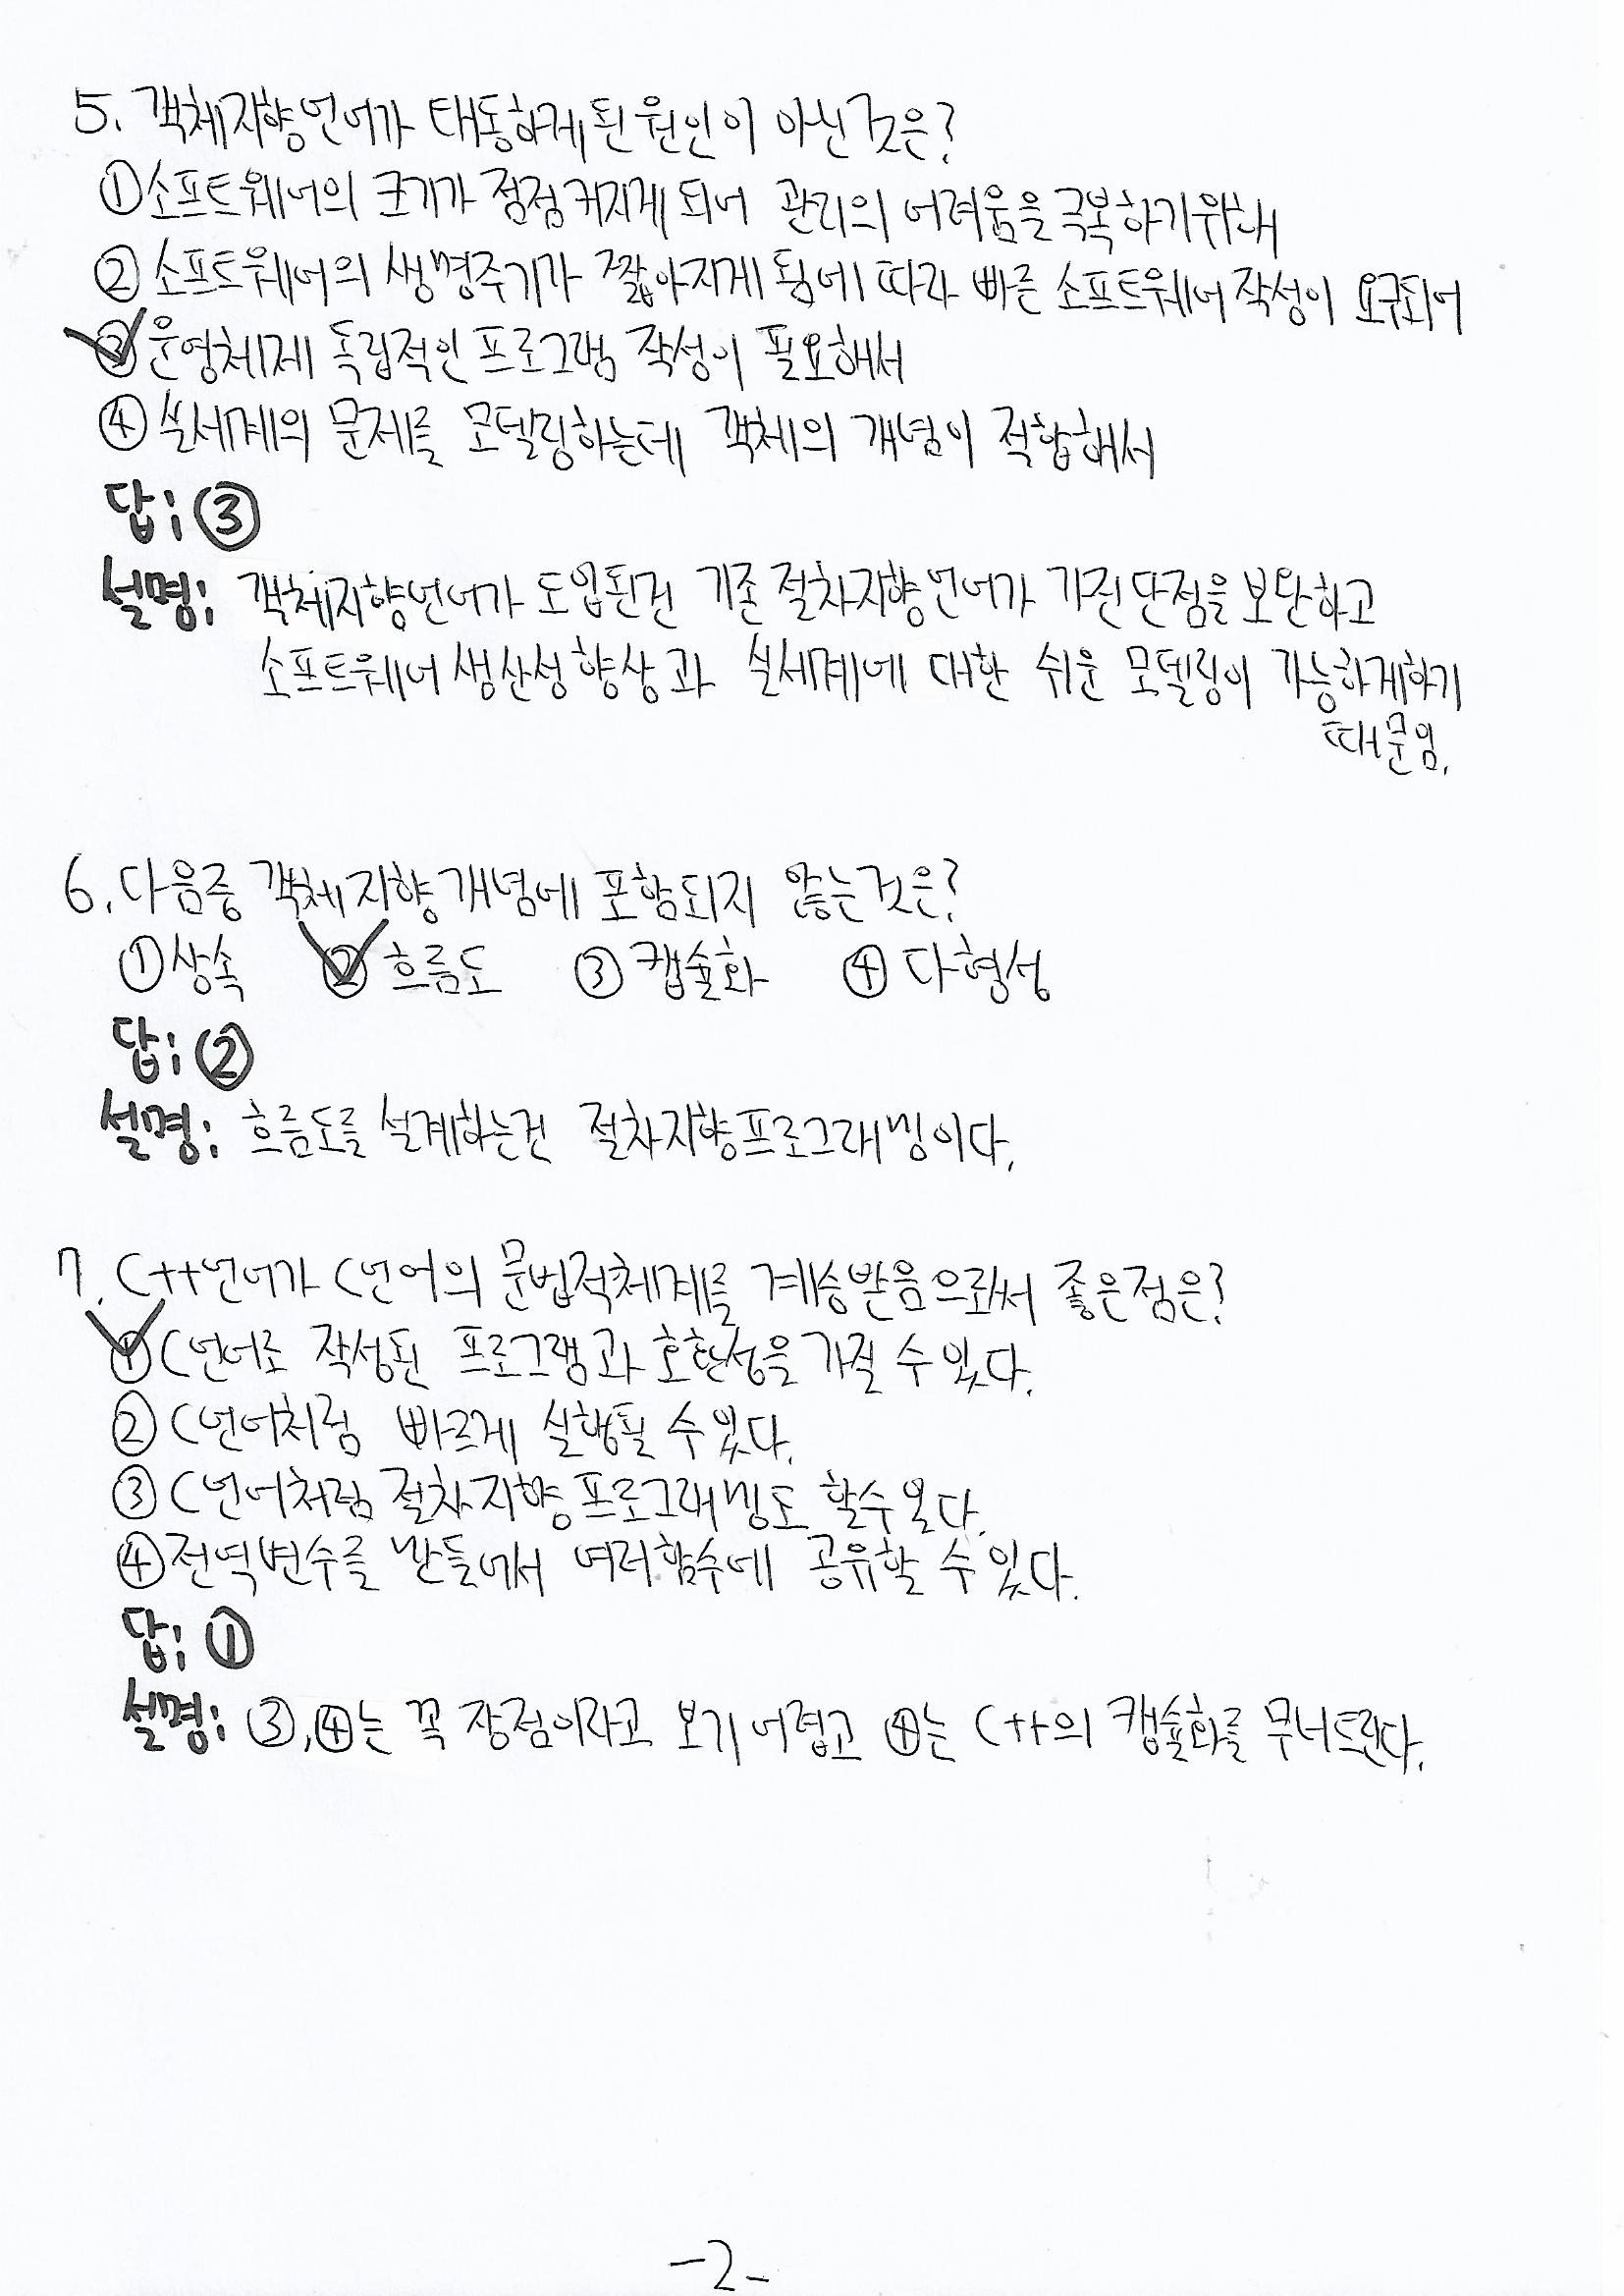 5. 객체지향언어가 태동하게된 원인이 아닌것은?
①소프트웨어의 크기가 점점커지게 되어 관리의 어려움을 극복하기위해
② 소프트웨어의 생명주기가 짧아지게 됨에 따라 빠른 소프트웨어작성이 요구되어
③운영체제 독립적인 프로그램 작성이 필요해서
④ 실세계의 문제를 모델링하는데 객체의 개념이 적합해서
답: ③
설명: 객체지향언어가 도입된건 기존 절차지향언어가 가진단점을 보완하고
소프트웨어 생산성 향상과 실세계에 대한 쉬운 모델링이 가능하게하기
때문임.
6. 다음중 객체지향개념에 포함되지 않는것은?
①상속 ②흐름도 ③캡슐화 ④ 다형성
답: ②
설명: 흐름도를 설계하는건 절차지향프로그래밍이다.
7. C++언어가 C언어의 문법적체계를 계승받음으로써 좋은점은?
①C언어로 작성된 프로그램과 호환성을 가질 수 있다.
②C언어처럼 빠르게 실행될 수 있다.
③C언어처럼 절차지향프로그래밍도 할수있다.
④전역변수를 만들어서 여러함수에 공유할 수 있다.
답: ①
설명: ③,④는 꼭 장점이라고 보기 어렵고 ④는 C++의 캡슐화를 무너트린다.
-2-